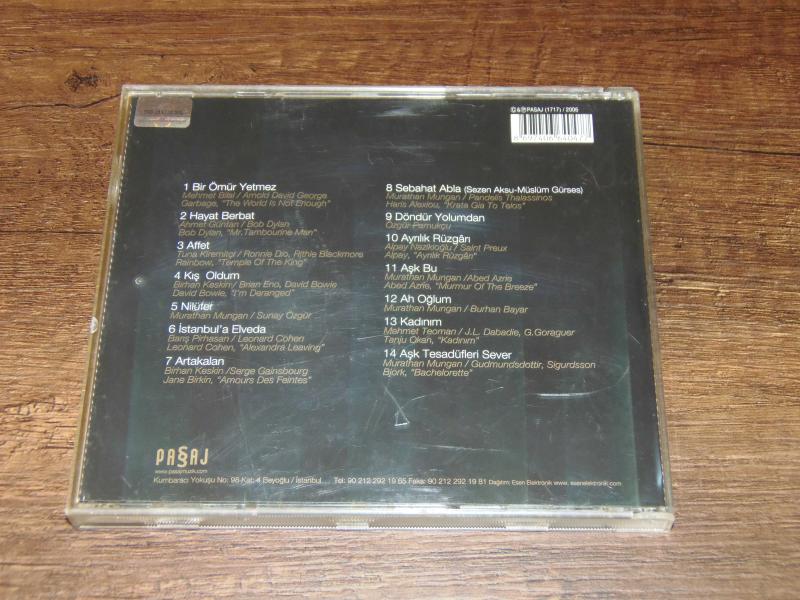 ©&℗PASAJ (1717) / 2006
8 692406 640477
1 Bir Ömür Yetmez
Mehmet Bilal / Arnold David George
Garbage, "The World Is Not Enough"
2 Hayat Berbat
Ahmet Güntan / Bob Dylan
Bob Dylan, "Mr.Tambourine Man"
3 Affet
Tuna Kiremitçi / Ronnie Dio, Rithie Blackmore
Rainbow, "Temple Of The King"
4 Kış Oldum
Birhan Keskin/ Brian Eno, David Bowie
David Bowie, "I'm Deranged"
5 Nilüfer
Murathan Mungan / Sunay Özgür
6 İstanbul'a Elveda
Barış Pirhasan / Leonard Cohen
Leonard Cohen, "Alexandra Leaving"
7 Artakalan
Birhan Keskin /Serge Gainsbourg
Jane Birkin, "Amours Des Feintes"
8 Sebahat Abla (Sezen Aksu-Müslüm Gürses)
Murathan Mungan / Pandelis Thalassinos
Haris Alexiou, "Krata Gia To Telos"
9 Döndür Yolumdan
Özgür Pamukçu
10 Ayrılık Rüzgârı
Alpay Nazikioğlu / Saint Preux
Alpay, "Ayrılık Rüzgârı"
11 Aşk Bu
Murathan Mungan /Abed Azrie
Abed Azrie, "Murmur Of The Breeze"
12 Ah Oğlum
Murathan Mungan / Burhan Bayar
13 Kadınım
Mehmet Teoman / J.L. Dabadie, G.Goraguer
Tanju Okan, "Kadınım"
14 Aşk Tesadüfleri Sever
Murathan Mungan / Gudmundsdottir, Sigurdsson
Björk, "Bachelorette"
PASAJ
www.pasajmuzik.com
Kumbaracı Yokuşu No: 98 Kat: 4 Beyoğlu / İstanbul Tel: 90 212 292 19 65 Faks: 90 212 292 19 81 Dağıtım: Esen Elektronik www.esenelektronik.com